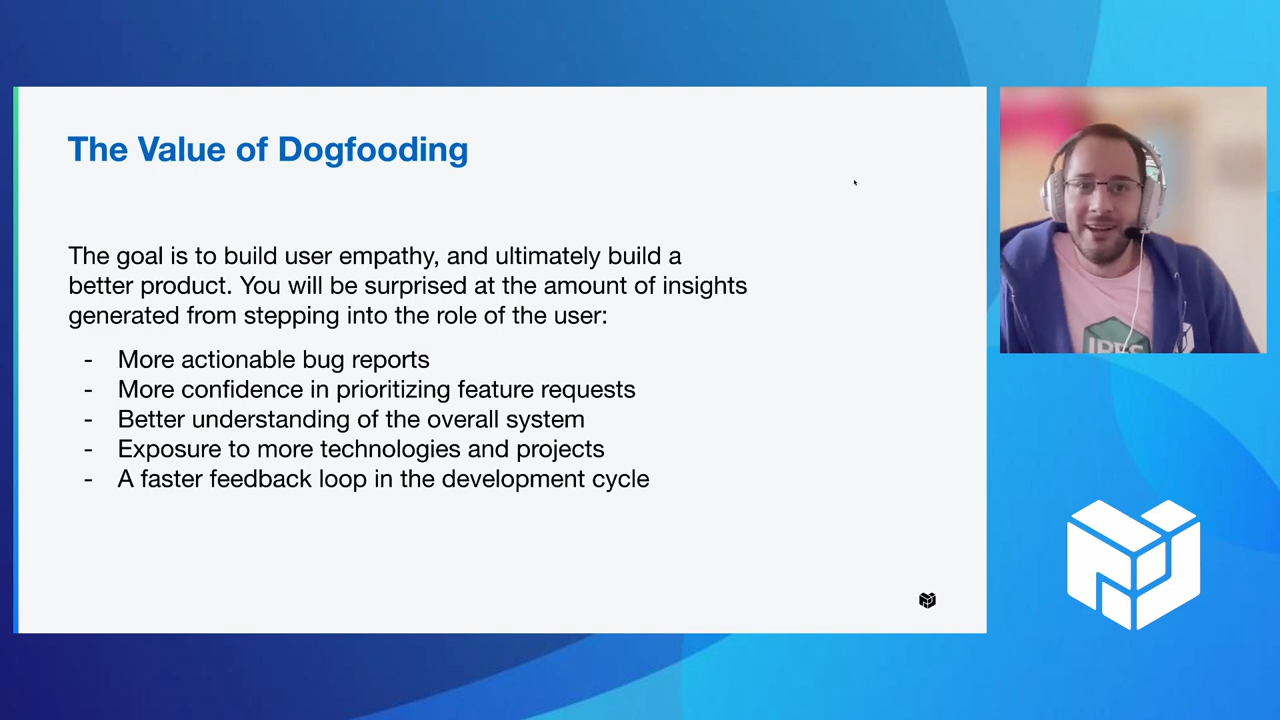 The Value of Dogfooding
The goal is to build user empathy, and ultimately build a
better product. You will be surprised at the amount of insights
generated from stepping into the role of the user:
- More actionable bug reports
- More confidence in prioritizing feature requests
- Better understanding of the overall system
- Exposure to more technologies and projects
- A faster feedback loop in the development cycle
IPFS